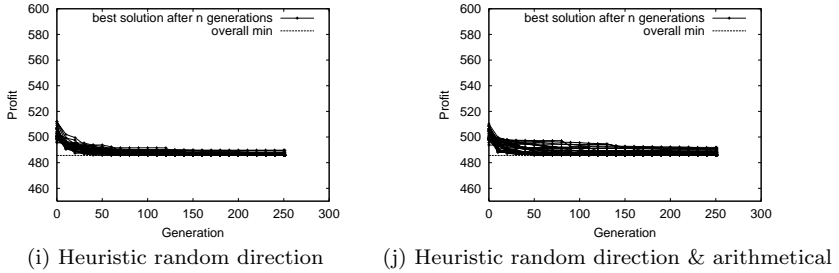 600
580
560
540
520
500
480
460
Profit
best solution after n generations
overall min
0 50 100 150 200 250 300
Generation
(i) Heuristic random direction
600
580
560
540
520
500
480
460
Profit
best solution after n generations
overall min
0 50 100 150 200 250 300
Generation
(j) Heuristic random direction & arithmetical